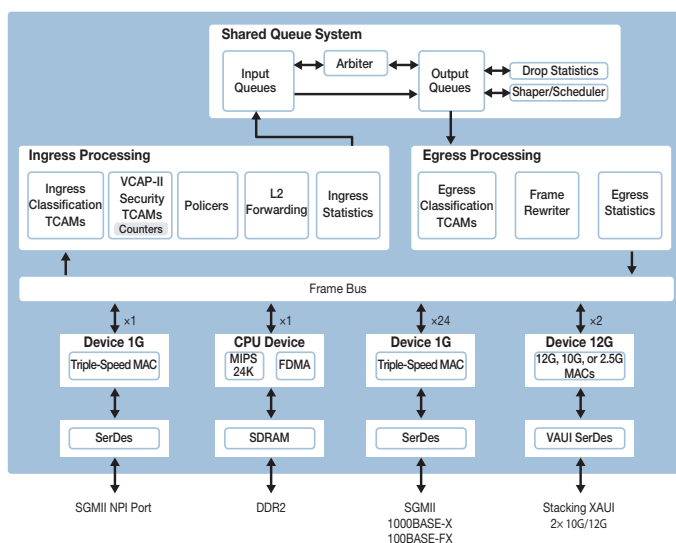 Shared Queue System
Input
Queues
Arbiter
Output
Queues
Drop Statistics
Shaper/Scheduler
Ingress Processing
Ingress
Classification
TCAMs
VCAP-II
Security
TCAMs
Counters
Policers
L2
Forwarding
Ingress
Statistics
Egress Processing
Egress
Classification
TCAMs
Frame
Rewriter
Egress
Statistics
Frame Bus
×1
×1
×24
×2
Device 1G
Triple-Speed MAC
CPU Device
MIPS
24K
FDMA
Device 1G
Triple-Speed MAC
Device 12G
12G, 10G, or 2.5G
MACs
SerDes
SDRAM
SerDes
VAUI SerDes
SGMII NPI Port
DDR2
SGMII
1000BASE-X
100BASE-FX
Stacking XAUI
2× 10G/12G